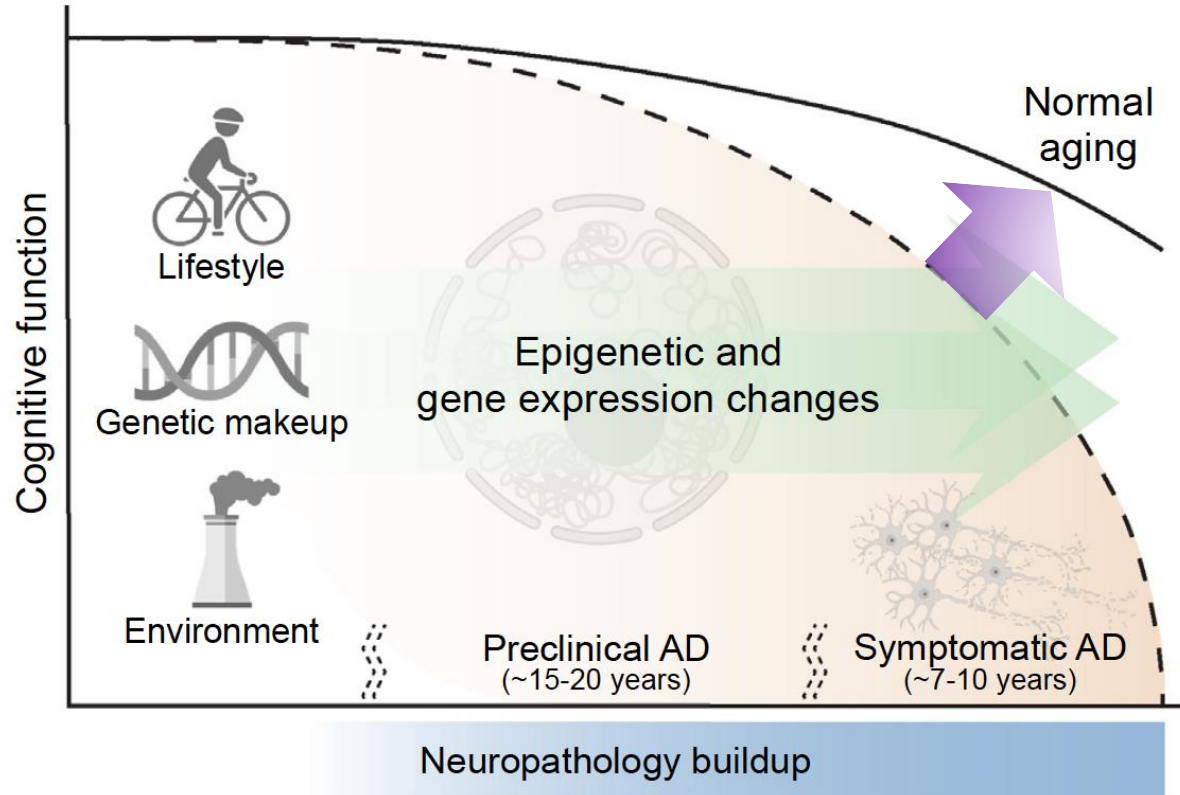 Cognitive function
Normal
aging
Lifestyle
Genetic makeup
Environment
Epigenetic and
gene expression changes
Preclinical AD
(~15-20 years)
Symptomatic AD
(~7-10 years)
Neuropathology buildup